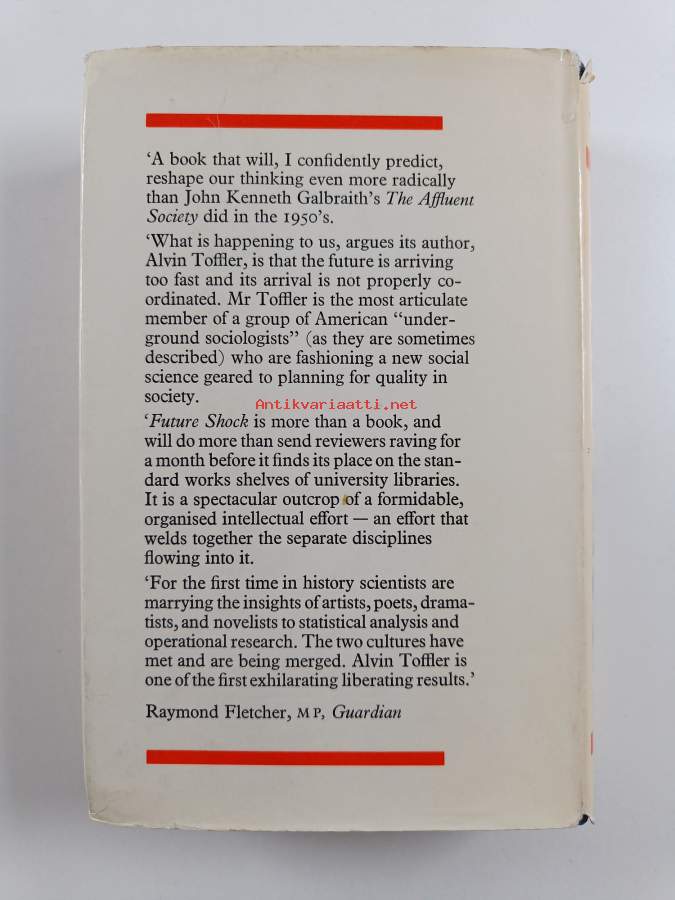 ‘A book that will, I confidently predict,
reshape our thinking even more radically
than John Kenneth Galbraith’s The Affluent
Society did in the 1950’s.
‘What is happening to us, argues its author,
Alvin Toffler, is that the future is arriving
too fast and its arrival is not properly co-
ordinated. Mr Toffler is the most articulate
member of a group of American “under-
ground sociologists” (as they are sometimes
described) who are fashioning a new social
science geared to planning for quality in
society.
Antikvariaatti.net
‘Future Shock is more than a book, and
will do more than send reviewers raving for
a month before it finds its place on the stan-
dard works shelves of university libraries.
It is a spectacular outcrop of a formidable,
organised intellectual effort — an effort that
welds together the separate disciplines
flowing into it.
‘For the first time in history scientists are
marrying the insights of artists, poets, drama-
tists, and novelists to statistical analysis and
operational research. The two cultures have
met and are being merged. Alvin Toffler is
one of the first exhilarating liberating results.’
Raymond Fletcher, MP, Guardian